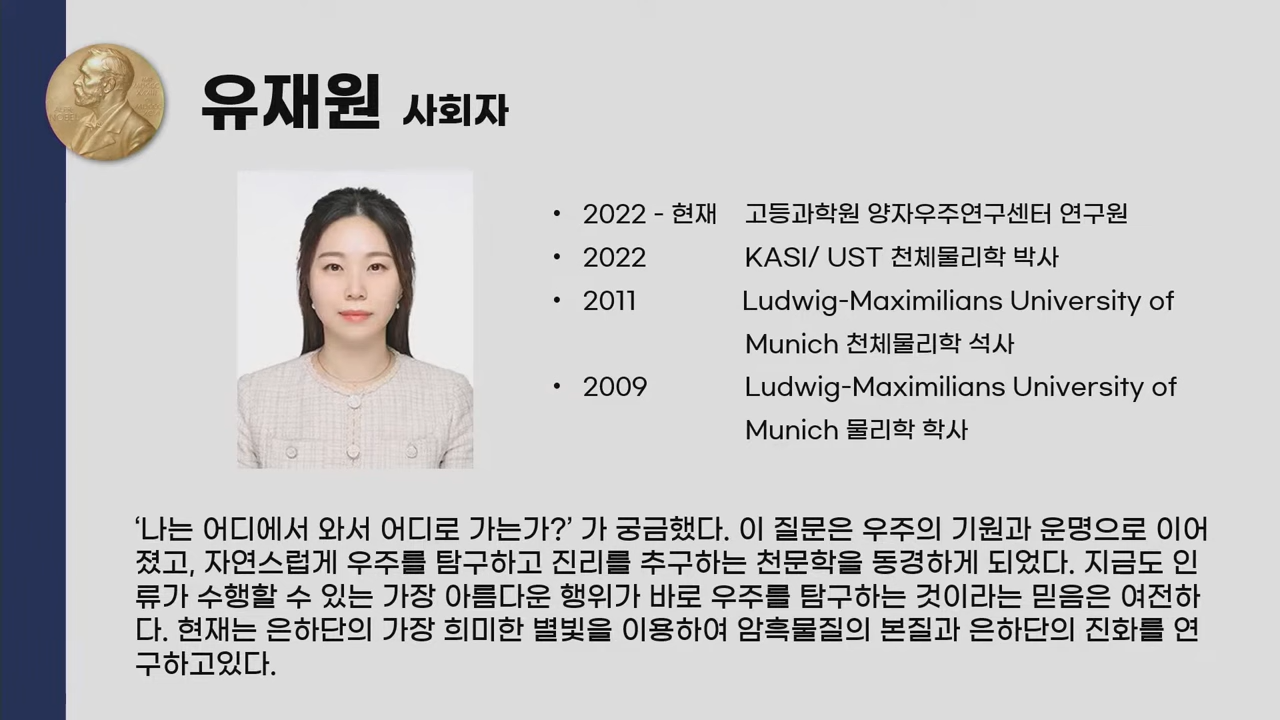 유재원 사회자
• 2022 - 현재 고등과학원 양자우주연구센터 연구원
• 2022 KASI/ UST 천체물리학 박사
• 2011 Ludwig-Maximilians University of
Munich 천체물리학 석사
• 2009 Ludwig-Maximilians University of
Munich 물리학 학사
‘나는 어디에서 와서 어디로 가는가?’ 가 궁금했다. 이 질문은 우주의 기원과 운명으로 이어
졌고, 자연스럽게 우주를 탐구하고 진리를 추구하는 천문학을 동경하게 되었다. 지금도 인
류가 수행할 수 있는 가장 아름다운 행위가 바로 우주를 탐구하는 것이라는 믿음은 여전하
다. 현재는 은하단의 가장 희미한 별빛을 이용하여 암흑물질의 본질과 은하단의 진화를 연
구하고있다.